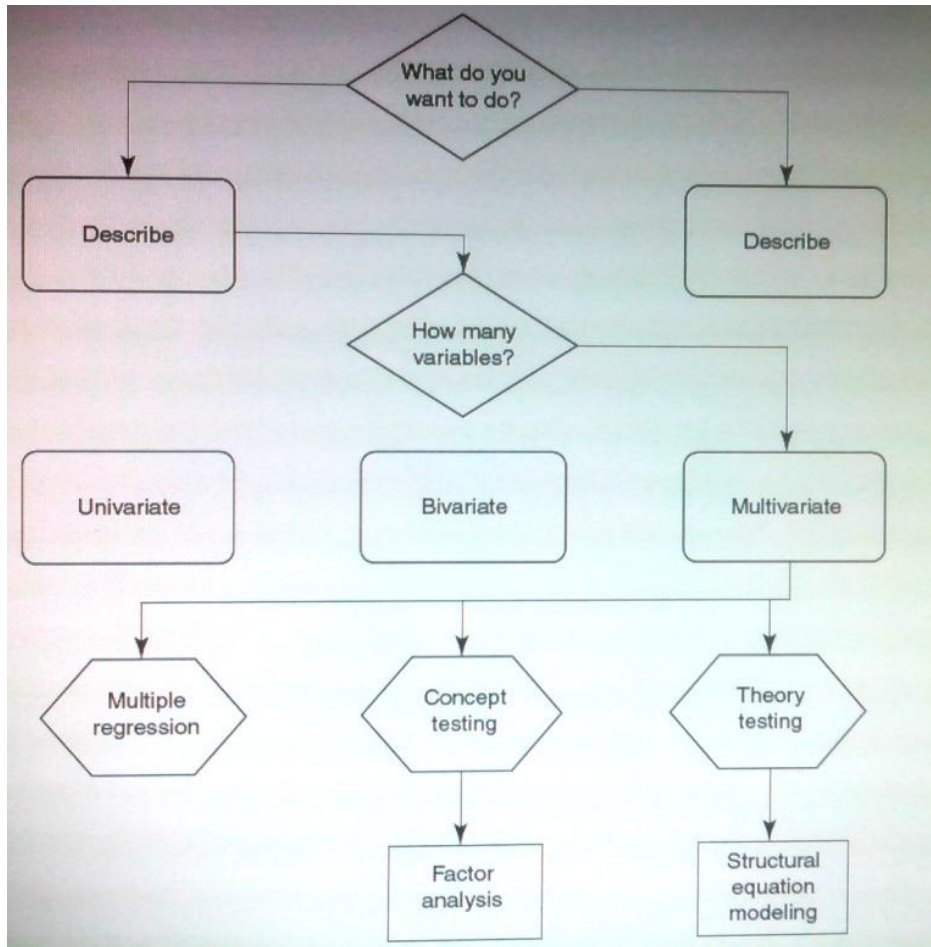 What do you
want to do?
Describe
Describe
How many
variables?
Univariate
Bivariate
Multivariate
Multiple
regression
Concept
testing
Theory
testing
Factor
analysis
Structural
equation
modeling